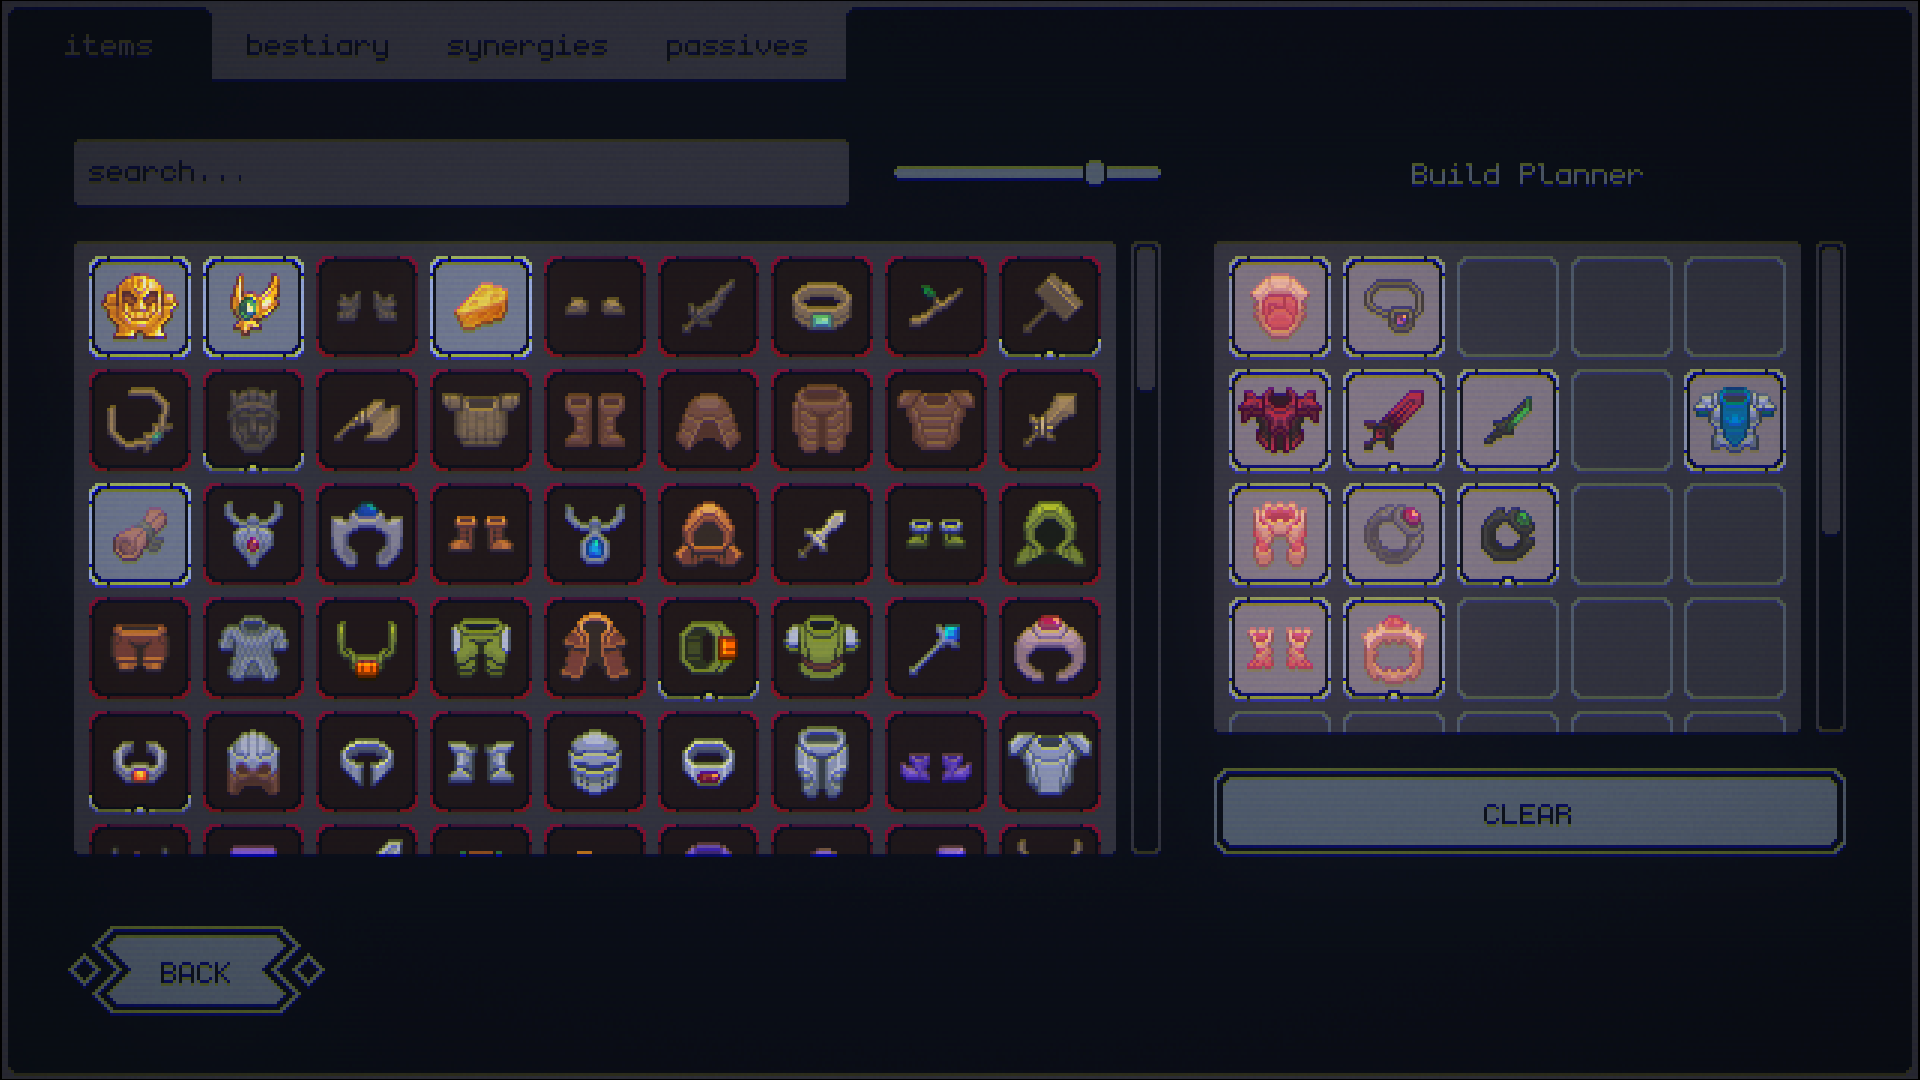 items
bestiary
synergies
passives
search...
Build Planner
CLEAR
BACK